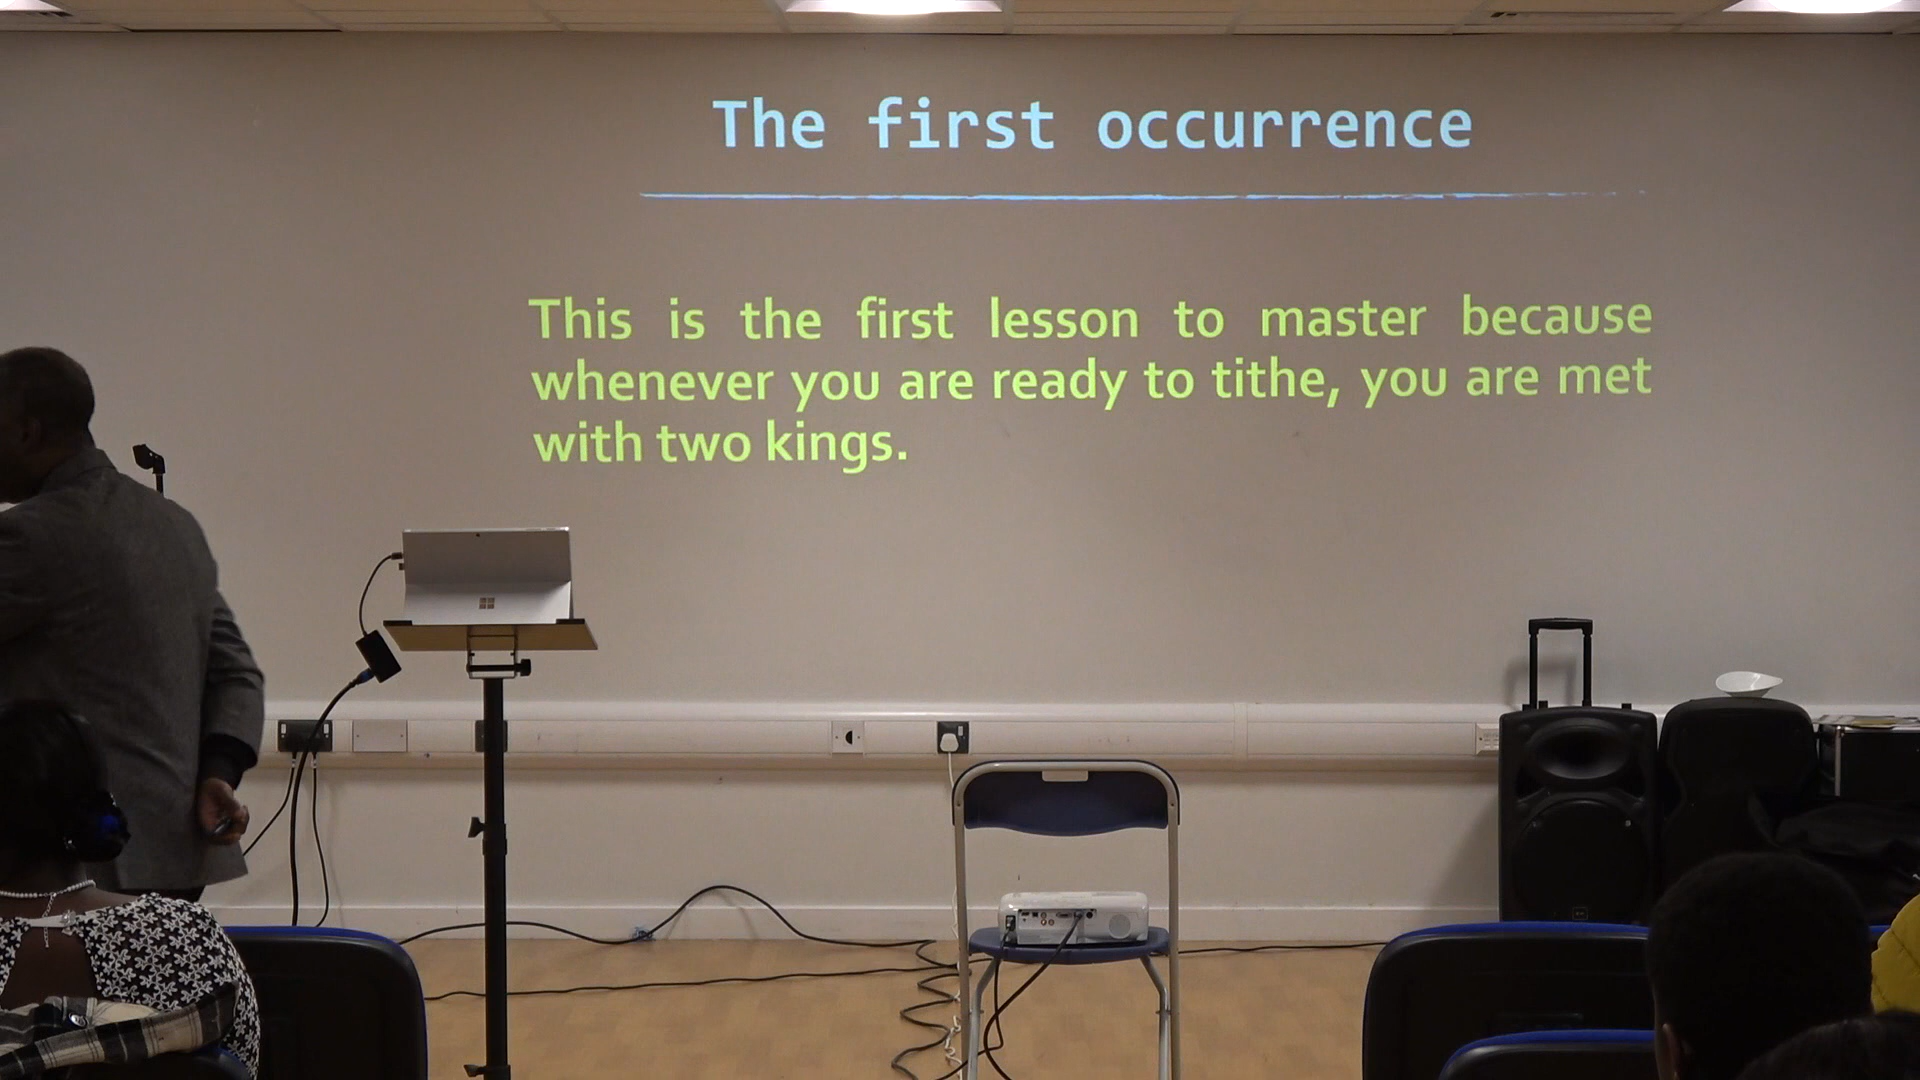 The first occurrence
This is the first lesson to master because
whenever you are ready to tithe, you are met
with two kings.